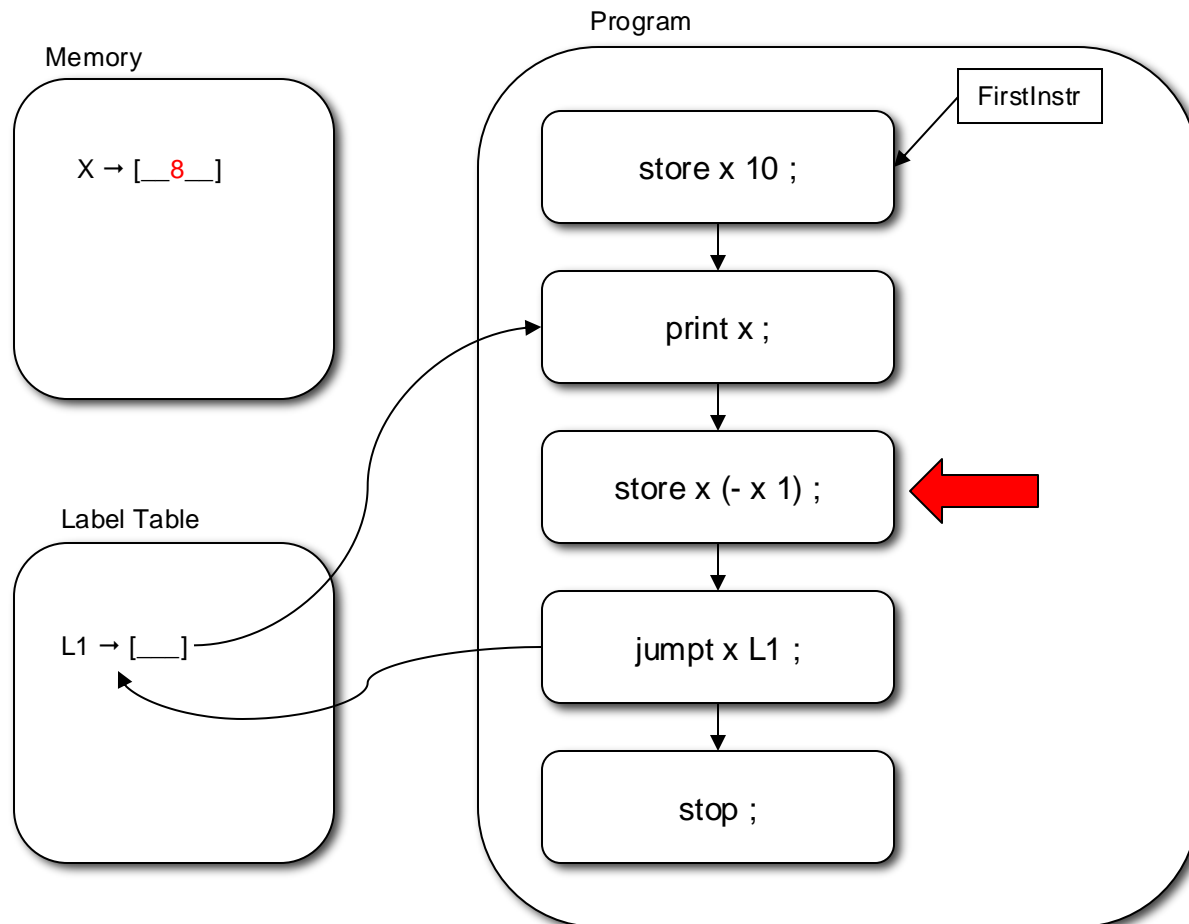 Program
Memory
FirstInstr
X → [__8__]
store x 10 ;
print x ;
store x (- x 1) ;
Label Table
L1 → [___]
jumpt x L1 ;
stop ;